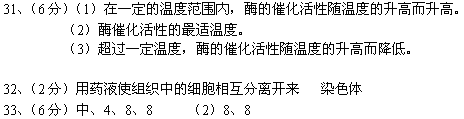 31、（6分）（1）在一定的温度范围内，酶的催化活性随温度的升高而升高。
（2）酶催化活性的最适温度。
（3）超过一定温度，酶的催化活性随温度的升高而降低。
32、（2分）用药液使组织中的细胞相互分离开来 染色体
33、（6分）中、4、8、8 （2）8、8